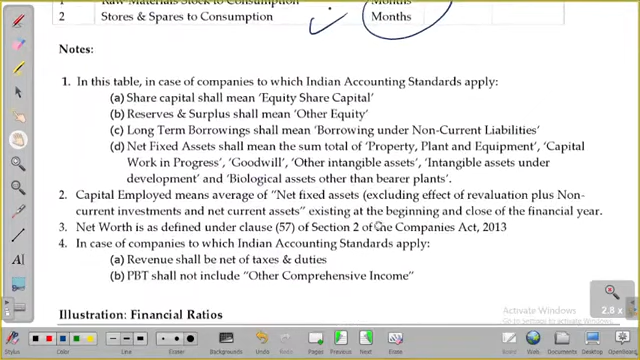 1 Raw Materials Stock to Consumption Months
2 Stores & Spares to Consumption Months
Notes:
1. In this table, in case of companies to which Indian Accounting Standards apply:
(a) Share capital shall mean 'Equity Share Capital'
(b) Reserves & Surplus shall mean 'Other Equity'
(c) Long Term Borrowings shall mean 'Borrowing under Non-Current Liabilities'
(d) Net Fixed Assets shall mean the sum total of 'Property, Plant and Equipment', 'Capital
Work in Progress', 'Goodwill', 'Other intangible assets', 'Intangible assets under
development' and 'Biological assets other than bearer plants'.
2. Capital Employed means average of "Net fixed assets (excluding effect of revaluation plus Non-
current investments and net current assets" existing at the beginning and close of the financial year.
3. Net Worth is as defined under clause (57) of Section 2 of the Companies Act, 2013
4. In case of companies to which Indian Accounting Standards apply:
(a) Revenue shall be net of taxes & duties
(b) PBT shall not include "Other Comprehensive Income"
Illustration: Financial Ratios
Activate Windows
Go to Settings to activate Windows.
2.8 x
Color Line Eraser Backgrounds Undo Redo Page Previous Next Erase Reset Web Docs Show Desktop Openboard